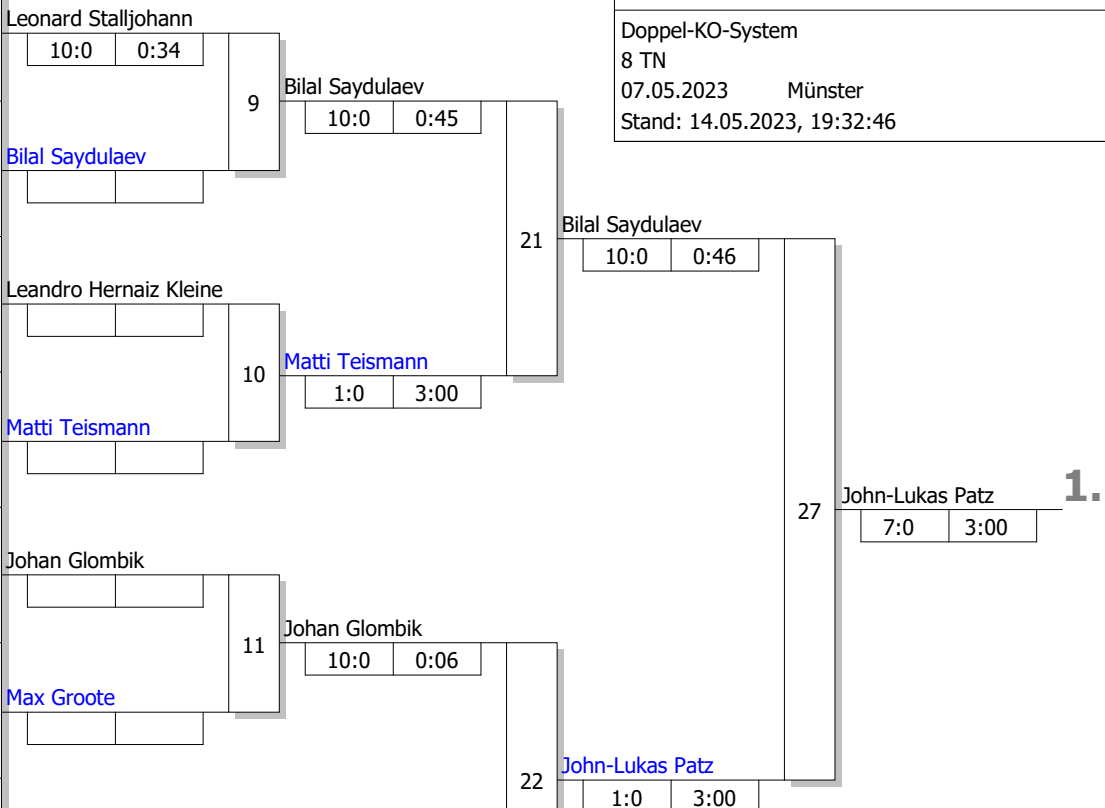 Leonard Stalljohann
10:0 0:34
Doppel-KO-System
8 TN
07.05.2023 Münster
Stand: 14.05.2023, 19:32:46
9
Bilal Saydulaev
10:0 0:45
Bilal Saydulaev
21
Bilal Saydulaev
10:0 0:46
Leandro Hernaiz Kleine
10
Matti Teismann
1:0 3:00
Matti Teismann
27
John-Lukas Patz
1.
7:0 3:00
Johan Glombik
11
Johan Glombik
10:0 0:06
Max Groote
22
John-Lukas Patz
1:0 3:00